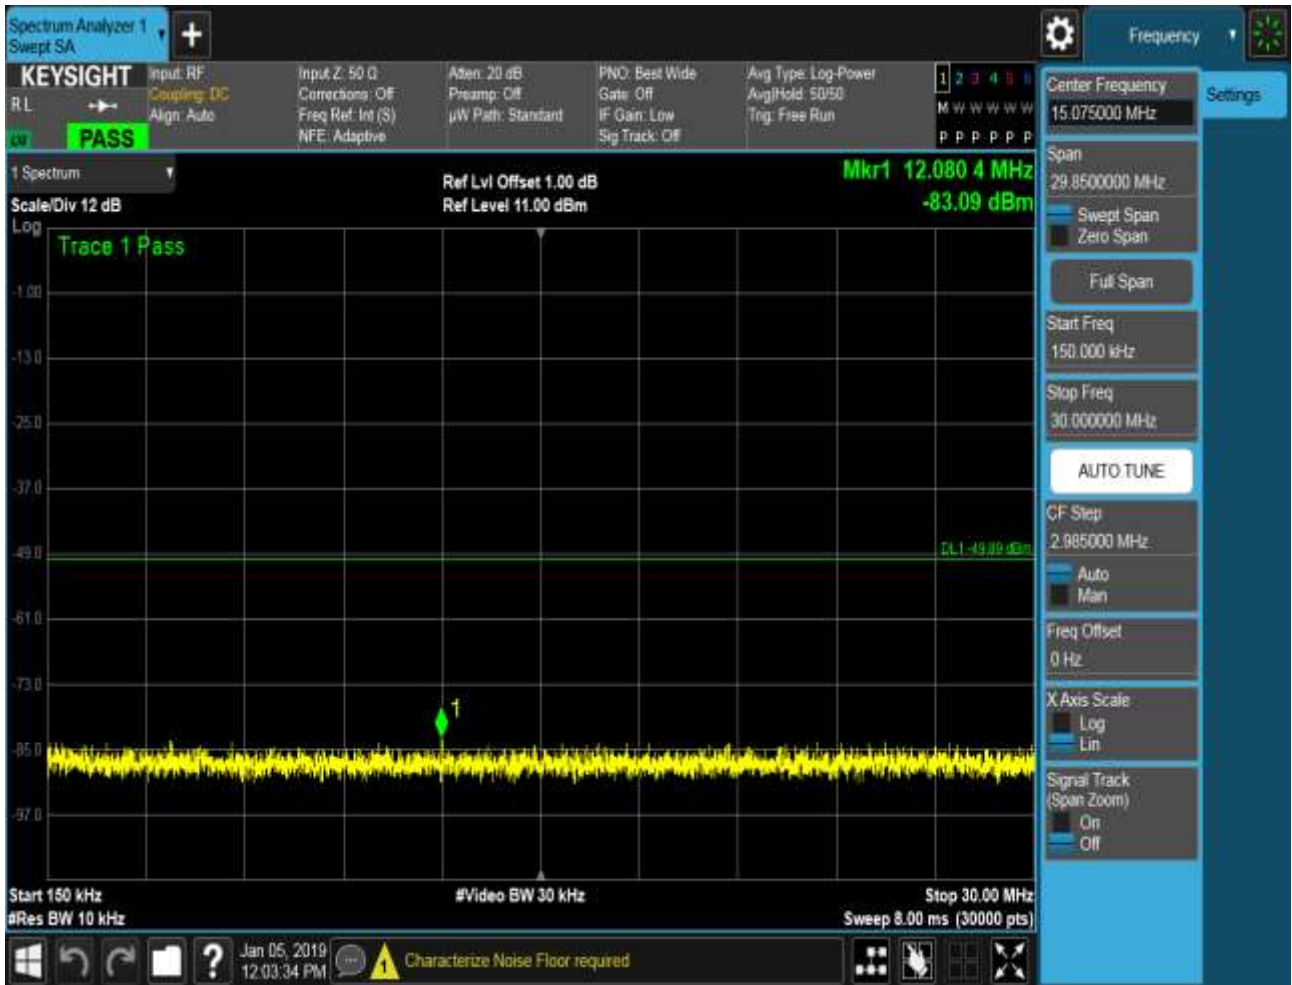 Spectrum Analyzer 1
Swept SA
Frequency
KEYSIGHT
RL
PASS
Input: RF
Coupling: DC
Align: Auto
Input Z: 50 Ω
Corrections: Off
Freq Ref: Int (S)
NFE: Adaptive
Atten: 20 dB
Preamp: Off
µW Path: Standard
PNO: Best Wide
Gate: Off
IF Gain: Low
Sig Track: Off
Avg Type: Log-Power
Avg|Hold: 50/50
Trig: Free Run
1 2 3 4 5 6
M W W W W W
P P P P P P
1 Spectrum
Scale/Div 12 dB
Ref Lvl Offset 1.00 dB
Ref Level 11.00 dBm
Mkr1 12.080 4 MHz
-83.09 dBm
Log
Trace 1 Pass
-1.00
-13.0
-25.0
-37.0
-49.0
DL1 -49.89 dBm
-61.0
-73.0
1
-85.0
-97.0
Start 150 kHz
#Video BW 30 kHz
Stop 30.00 MHz
#Res BW 10 kHz
Sweep 8.00 ms (30000 pts)
Center Frequency
15.075000 MHz
Settings
Span
29.8500000 MHz
Swept Span
Zero Span
Full Span
Start Freq
150.000 kHz
Stop Freq
30.000000 MHz
AUTO TUNE
CF Step
2.985000 MHz
Auto
Man
Freq Offset
0 Hz
X Axis Scale
Log
Lin
Signal Track
(Span Zoom)
On
Off
?
Jan 05, 2019
12:03:34 PM
1
Characterize Noise Floor required